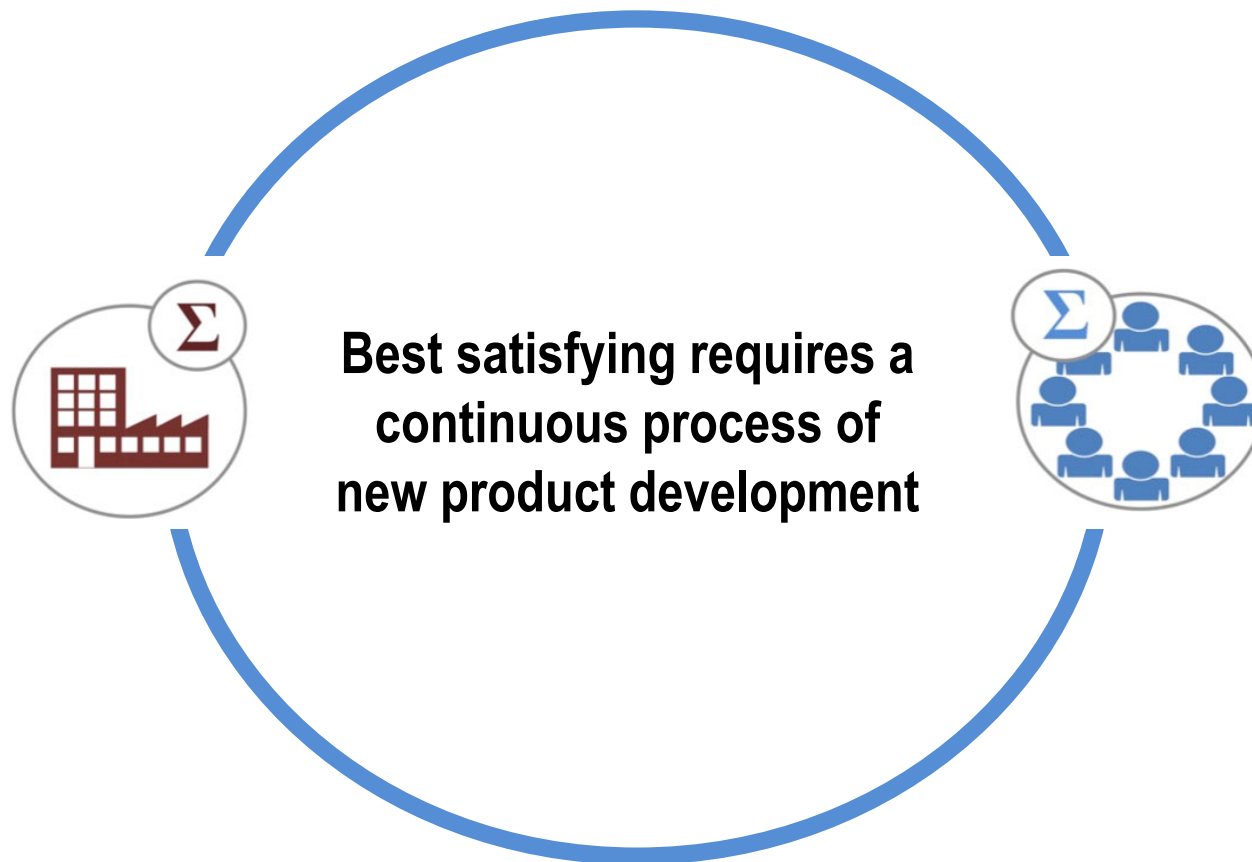 Σ
Σ
Best satisfying requires a
continuous process of
new product development